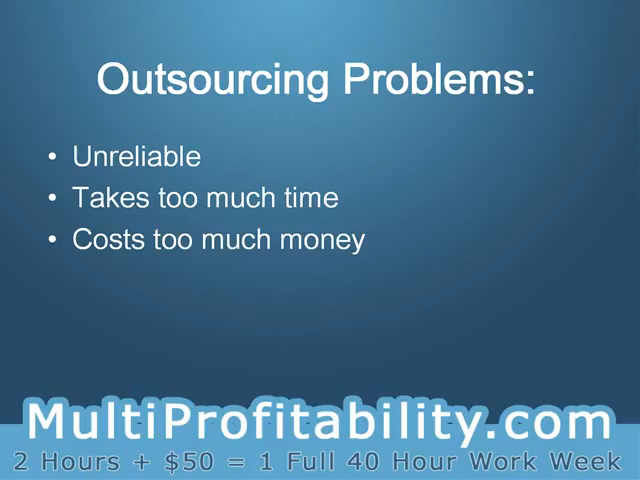 Outsourcing Problems:
• Unreliable
• Takes too much time
• Costs too much money
MultiProfitability.com
2 Hours + $50 = 1 Full 40 Hour Work Week